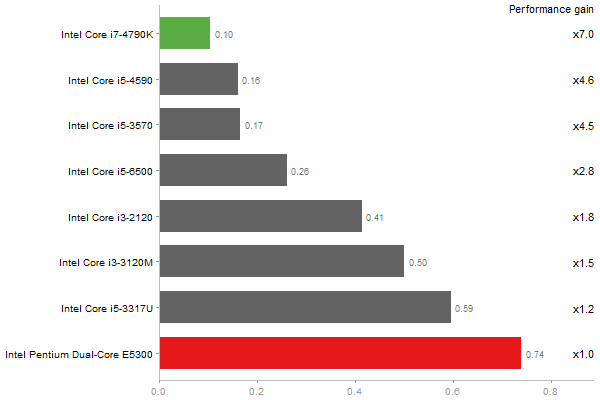 Performance gain
Intel Core i7-4790K 0.10 x7.0
Intel Core i5-4590 0.16 x4.6
Intel Core i5-3570 0.17 x4.5
Intel Core i5-6500 0.26 x2.8
Intel Core i3-2120 0.41 x1.8
Intel Core i3-3120M 0.50 x1.5
Intel Core i5-3317U 0.59 x1.2
Intel Pentium Dual-Core E5300 0.74 x1.0
0.0 0.2 0.4 0.6 0.8